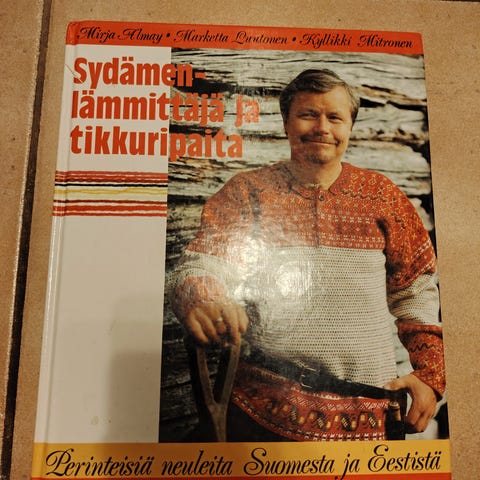 Mirja Almay • Marketta Luutonen • Kyllikki Mitronen
Sydämen-
lämmittäjä ja
tikkuripaita
Perinteisiä neuleita Suomesta ja Eestistä